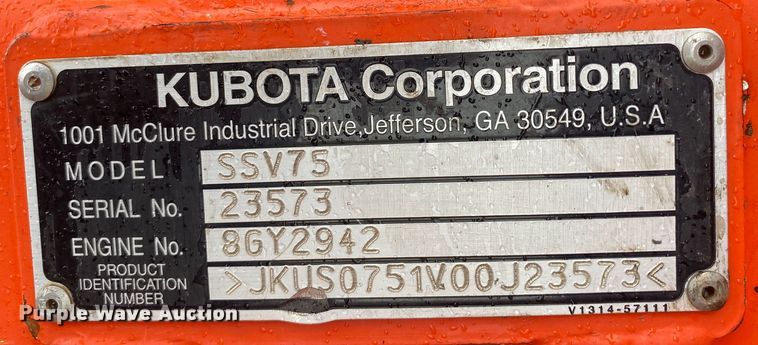 KUBOTA Corporation
1001 McClure Industrial Drive, Jefferson, GA 30549, U.S.A
MODEL SSV75
SERIAL No. 23573
ENGINE No. 8GY2942
PRODUCT IDENTIFICATION NUMBER >JKUS0751V00J23573<
V1314-57111
Purple Wave Auction